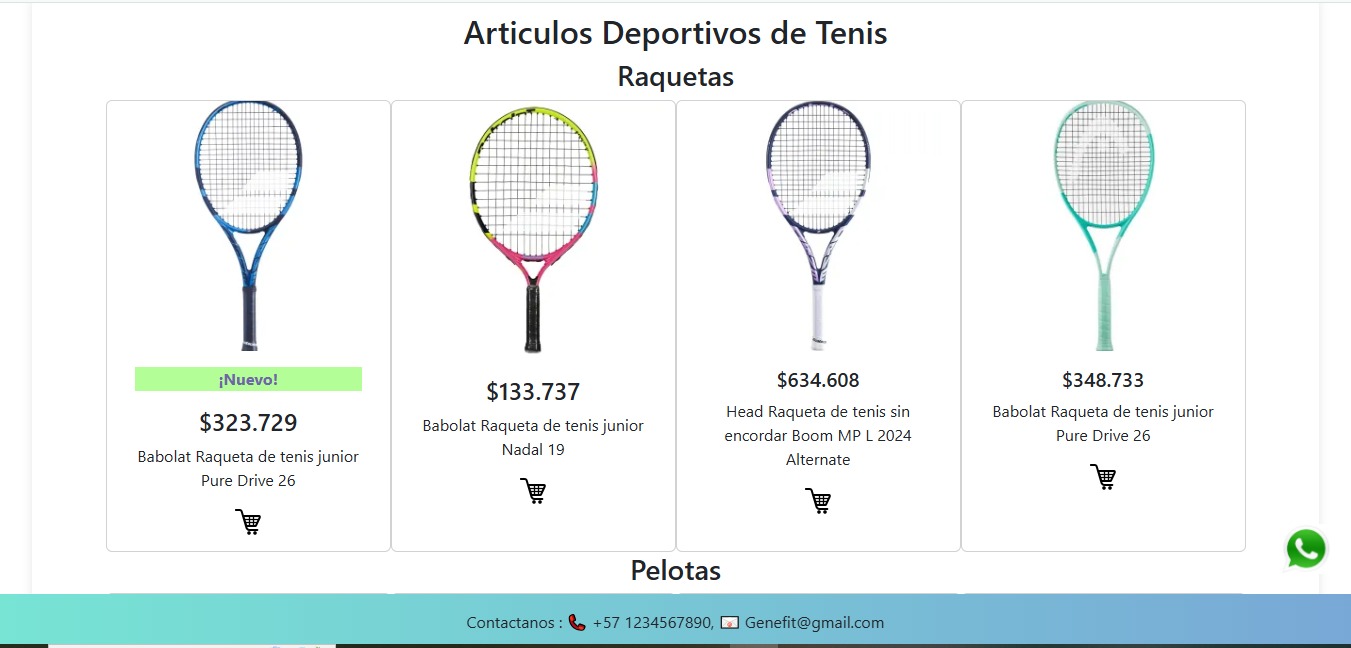 Articulos Deportivos de Tenis
Raquetas
¡Nuevo!
$323.729
Babolat Raqueta de tenis junior
Pure Drive 26
$133.737
Babolat Raqueta de tenis junior
Nadal 19
$634.608
Head Raqueta de tenis sin
encordar Boom MP L 2024
Alternate
$348.733
Babolat Raqueta de tenis junior
Pure Drive 26
Pelotas
Contactanos : +57 1234567890, Genefit@gmail.com